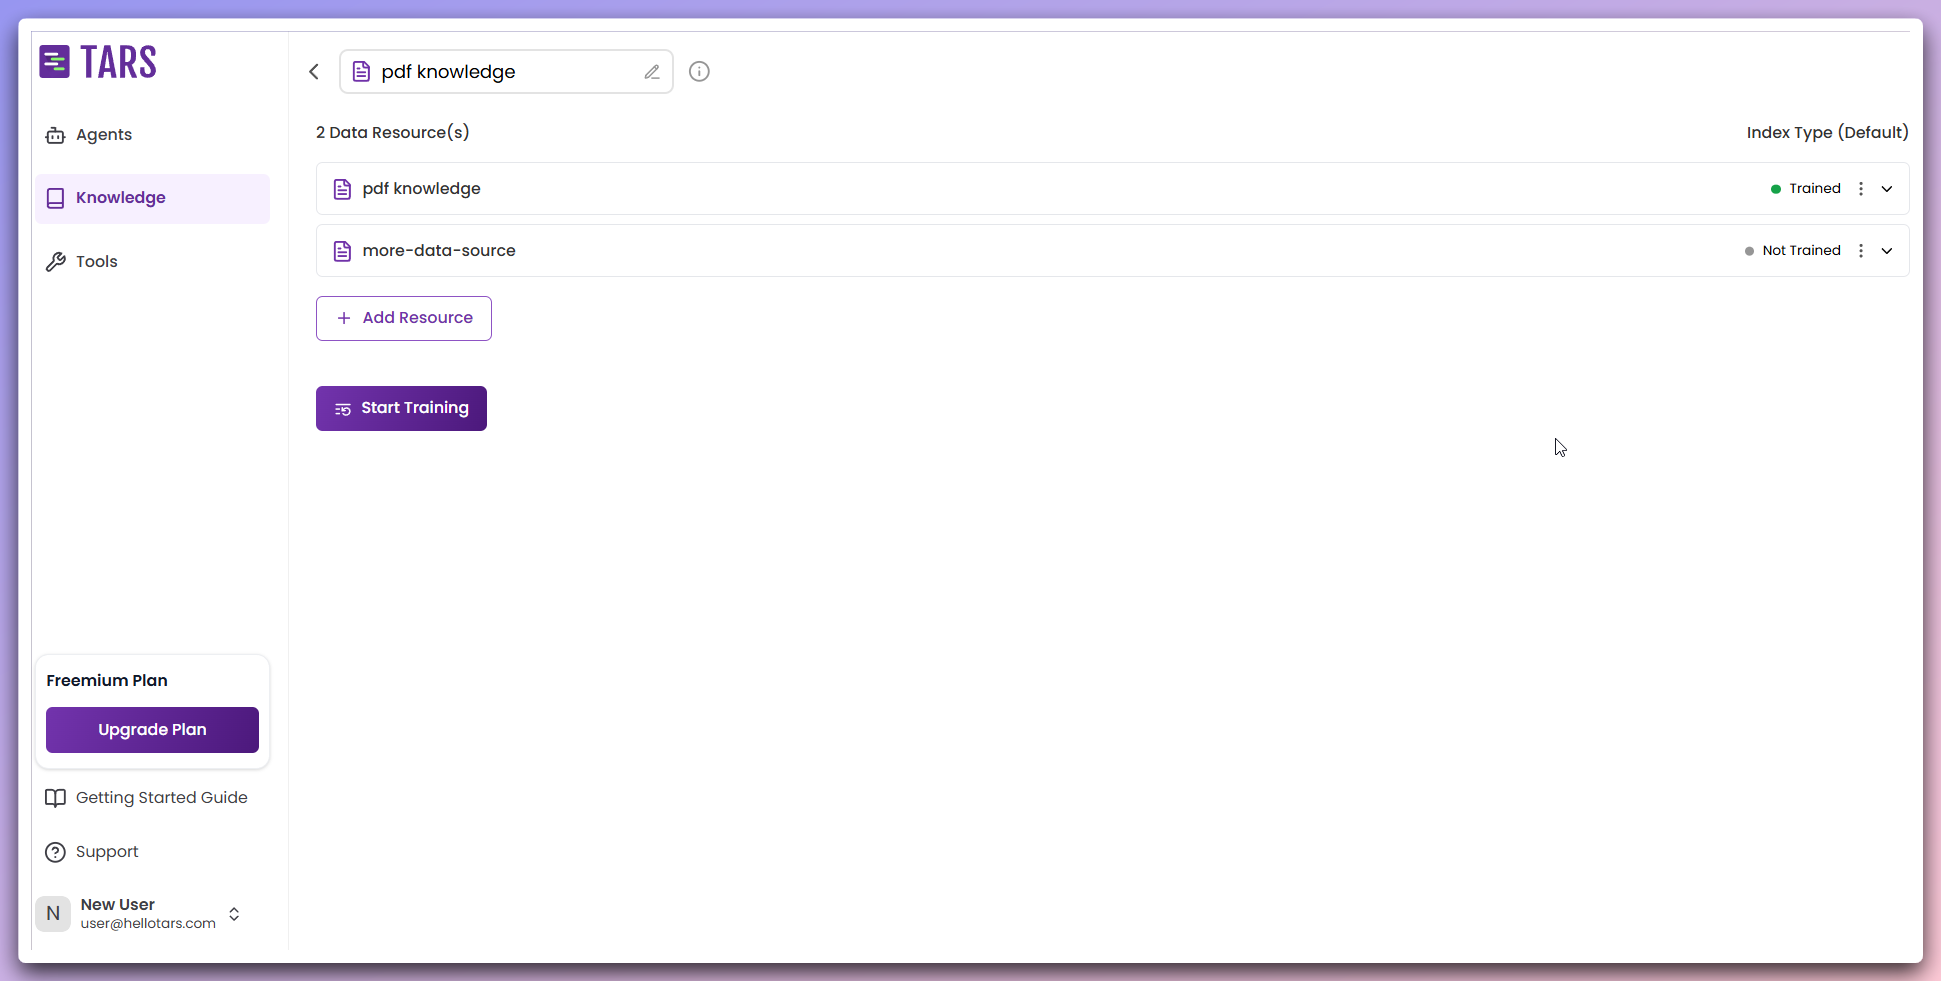 TARS
Agents
Knowledge
Tools
Freemium Plan
Upgrade Plan
Getting Started Guide
Support
N
New User
user@hellotars.com
pdf knowledge
2 Data Resource(s)
Index Type (Default)
pdf knowledge
Trained
more-data-source
Not Trained
+ Add Resource
Start Training